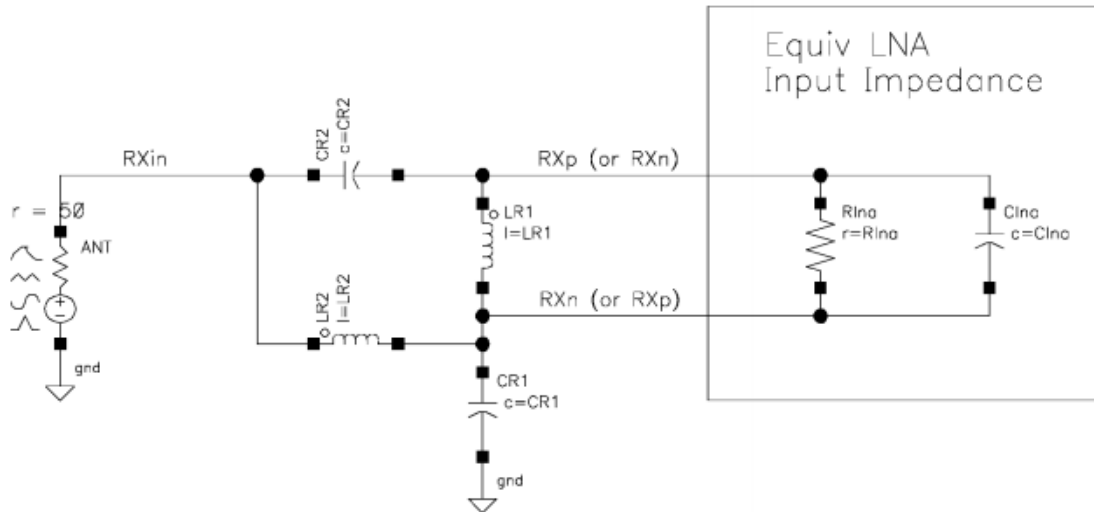 Equiv LNA
Input Impedance
CR2
c=CR2
RXin
RXp (or RXn)
r = 50
ANT
LR1
l=LR1
Rlna
r=Rlna
Clna
c=Clna
LR2
l=LR2
RXn (or RXp)
gnd
CR1
c=CR1
gnd